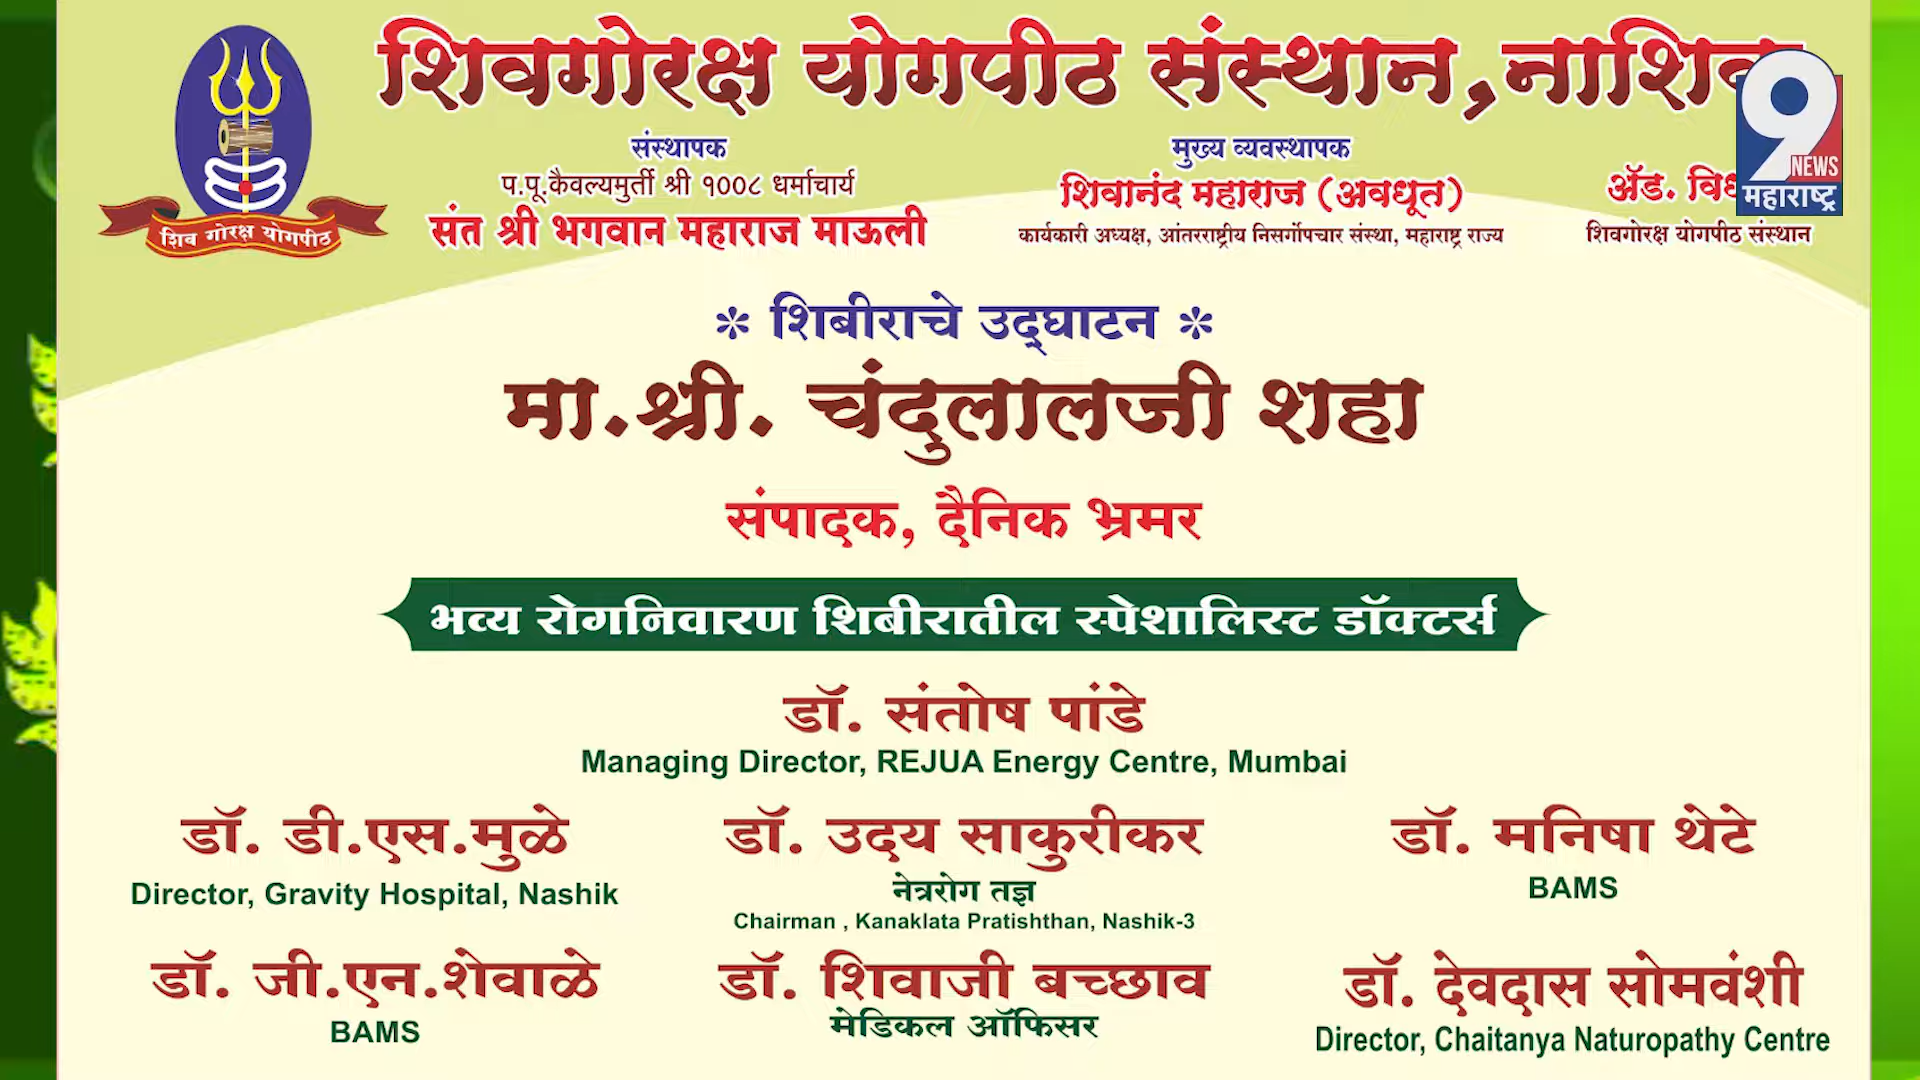 शिवगोरक्ष योगपीठ संस्थान,
9
NEWS
महाराष्ट्र
शिव गोरक्ष योगपीठ
संस्थापक
प.पू.कैवल्यमुर्ती श्री १००८ धर्माचार्य
संत श्री भगवान महाराज माऊली
मुख्य व्यवस्थापक
शिवानंद महाराज (अवधूत)
कार्यकारी अध्यक्ष, आंतरराष्ट्रीय निसर्गोपचार संस्था, महाराष्ट्र राज्य
ॲड.
शिवगोरक्ष योगपीठ संस्थान
* शिबीराचे उद्‌घाटन *
मा.श्री. चंदुलालजी शहा
संपादक, दैनिक भ्रमर
भव्य रोगनिवारण शिबीरातील स्पेशालिस्ट डॉक्टर्स
डॉ. संतोष पांडे
Managing Director, REJUA Energy Centre, Mumbai
डॉ. डी.एस.मुळे
Director, Gravity Hospital, Nashik
डॉ. उदय साकुरीकर
नेत्ररोग तज्ञ
Chairman , Kanaklata Pratishthan, Nashik-3
डॉ. मनिषा थेटे
BAMS
डॉ. जी.एन.शेवाळे
BAMS
डॉ. शिवाजी बच्छाव
मेडिकल ऑफिसर
डॉ. देवदास सोमवंशी
Director, Chaitanya Naturopathy Centre